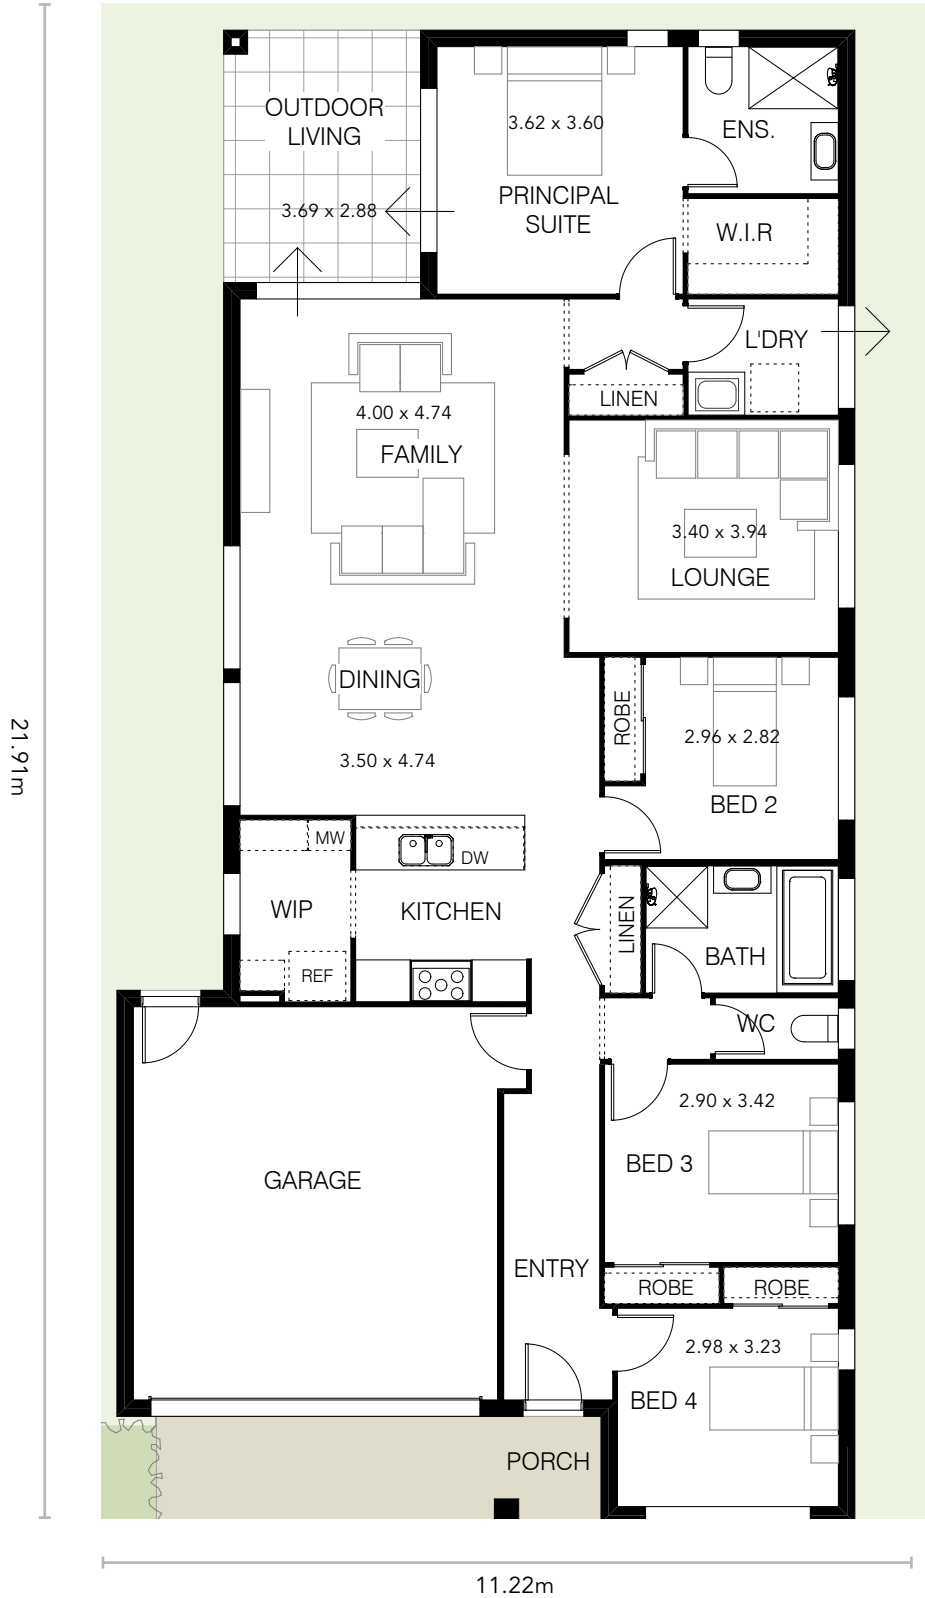 OUTDOOR
LIVING
3.69 x 2.88
3.62 x 3.60
PRINCIPAL
SUITE
ENS.
W.I.R
L'DRY
LINEN
4.00 x 4.74
FAMILY
3.40 x 3.94
LOUNGE
DINING
3.50 x 4.74
ROBE
2.96 x 2.82
BED 2
MW
DW
WIP
KITCHEN
REF
LINEN
BATH
WC
2.90 x 3.42
BED 3
GARAGE
ENTRY
ROBE
ROBE
2.98 x 3.23
BED 4
PORCH
21.91m
11.22m